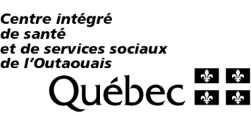 Centre intégré
de santé
et de services sociaux
de l'Outaouais
Québec